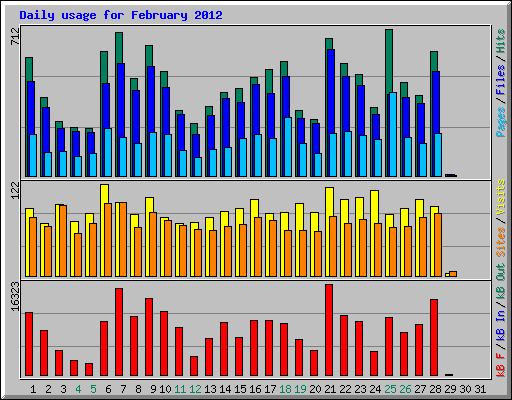 Daily usage for February 2012
712
Pages / Files / Hits
122
Sites / Visits
16323
kB F / kB In / kB Out
1 2 3 4 5 6 7 8 9 10 11 12 13 14 15 16 17 18 19 20 21 22 23 24 25 26 27 28 29 30 31